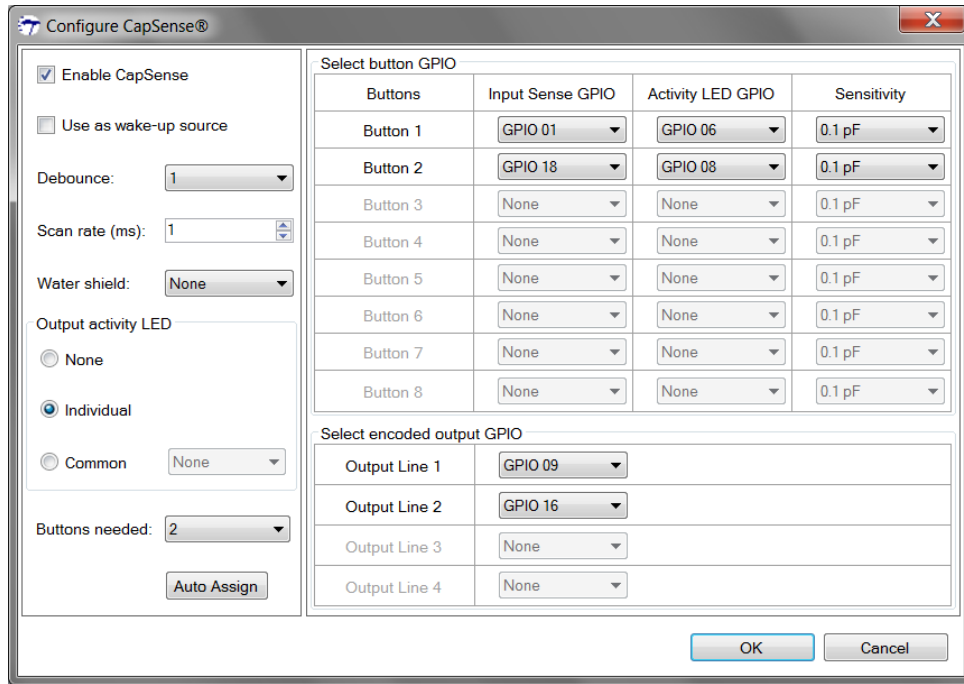 Configure CapSense®
Enable CapSense
Use as wake-up source
Debounce: 1
Scan rate (ms): 1
Water shield: None
Output activity LED
None
Individual
Common None
Buttons needed: 2
Auto Assign
Select button GPIO
Buttons Input Sense GPIO Activity LED GPIO Sensitivity
Button 1 GPIO 01 GPIO 06 0.1 pF
Button 2 GPIO 18 GPIO 08 0.1 pF
Button 3 None None 0.1 pF
Button 4 None None 0.1 pF
Button 5 None None 0.1 pF
Button 6 None None 0.1 pF
Button 7 None None 0.1 pF
Button 8 None None 0.1 pF
Select encoded output GPIO
Output Line 1 GPIO 09
Output Line 2 GPIO 16
Output Line 3 None
Output Line 4 None
OK Cancel